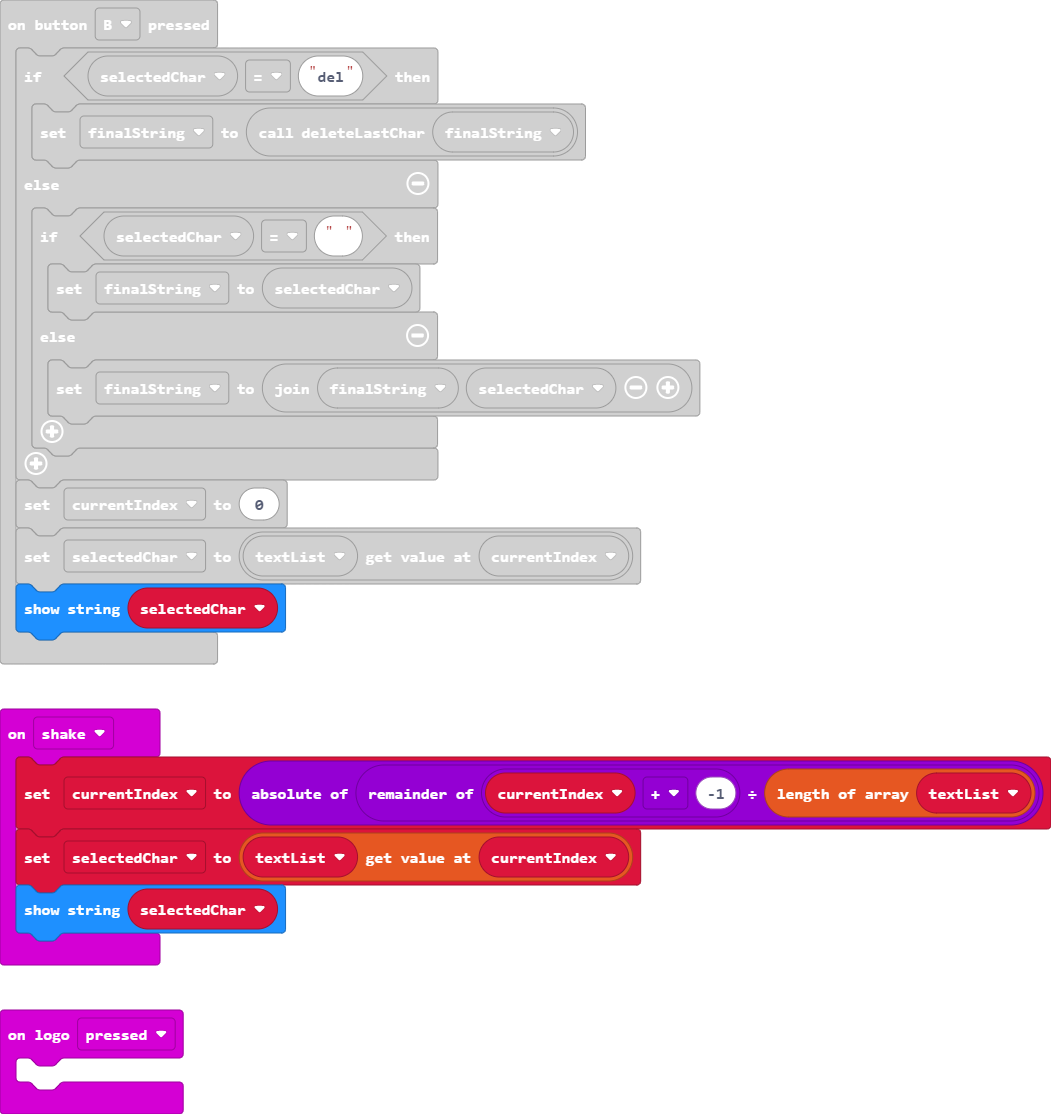 on button B pressed
if selectedChar = "del" then
set finalString to call deleteLastChar finalString
else
if selectedChar = " " then
set finalString to selectedChar
else
set finalString to join finalString selectedChar
set currentIndex to 0
set selectedChar to textList get value at currentIndex
show string selectedChar
on shake
set currentIndex to absolute of remainder of currentIndex + -1 ÷ length of array textList
set selectedChar to textList get value at currentIndex
show string selectedChar
on logo pressed